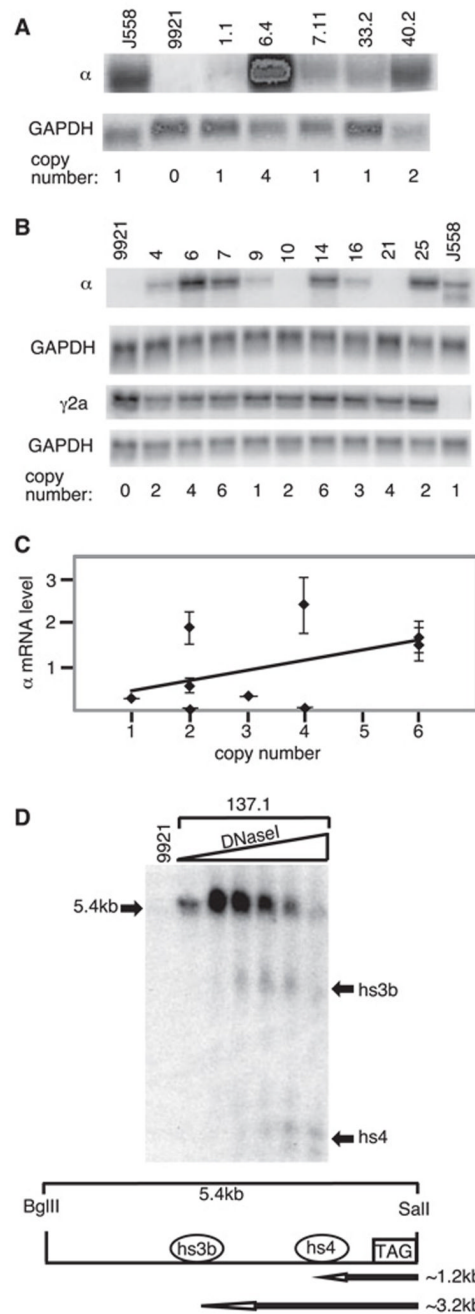 A
J558 9921 1.1 6.4 7.11 33.2 40.2
α
GAPDH
copy
number: 1 0 1 4 1 1 2
B
9921 4 6 7 9 10 14 16 21 25 J558
α
GAPDH
γ2a
GAPDH
copy
number: 0 2 4 6 1 2 6 3 4 2 1
C
α mRNA level
3
2
1
1 2 3 4 5 6
copy number
D
137.1
9921
DNaseI
5.4kb
hs3b
hs4
5.4kb
BglII SalI
hs3b hs4 TAG
~1.2kb
~3.2kb